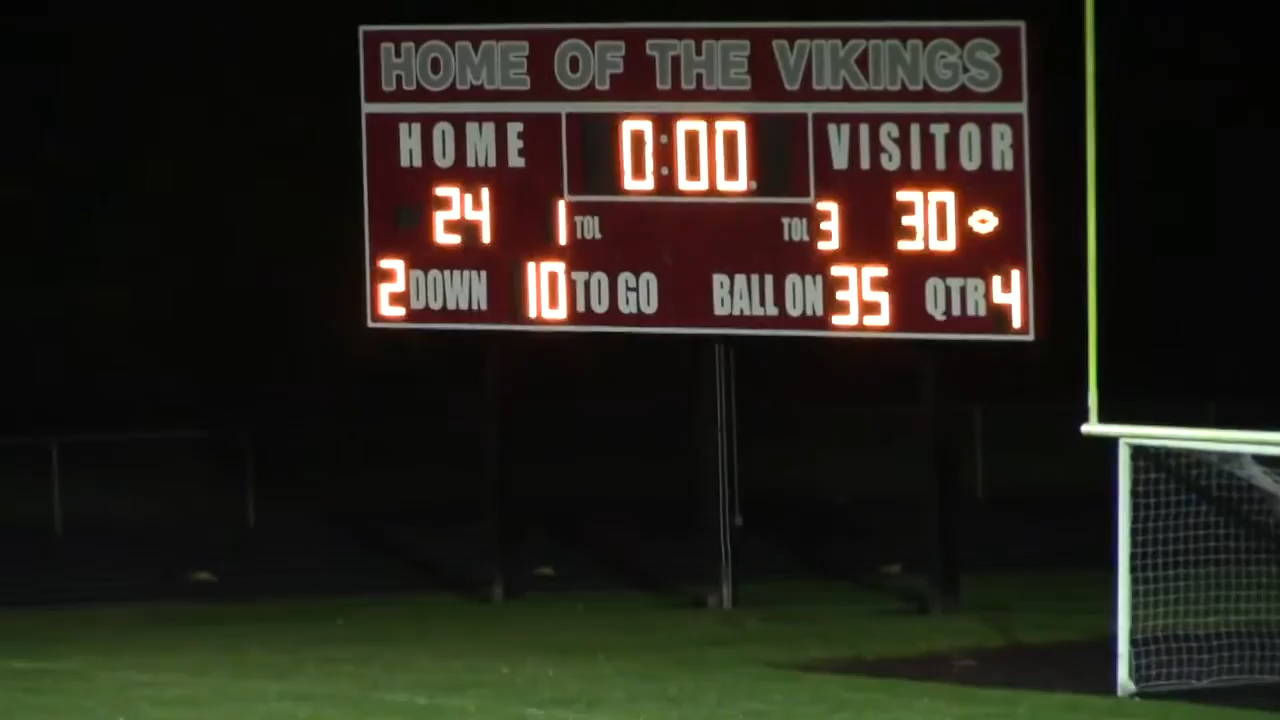 HOME OF THE VIKINGS
HOME 0:00 VISITOR
24 1 TOL TOL 3 30
2 DOWN 10 TO GO BALL ON 35 QTR 4